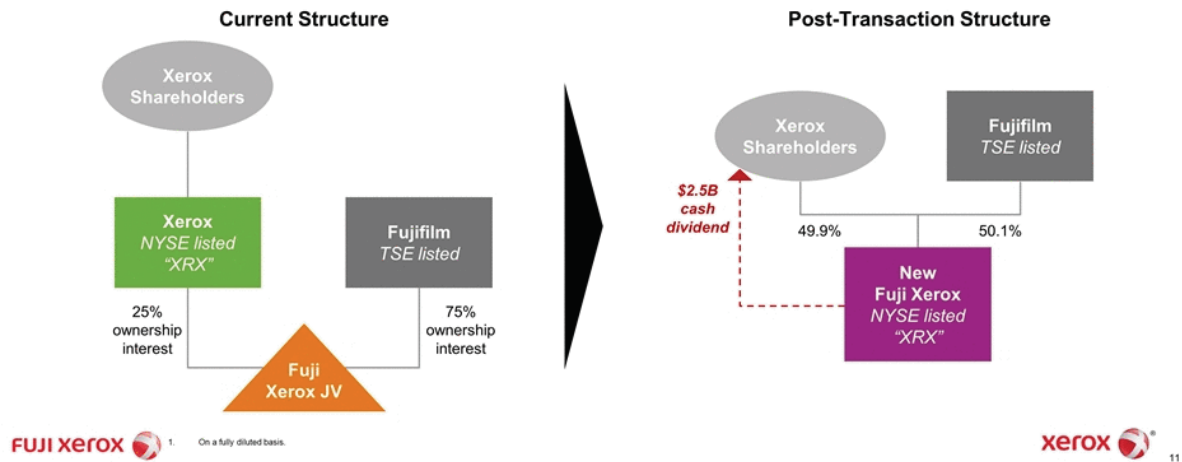 Current Structure
Xerox
Shareholders
Xerox
NYSE listed
“XRX”
Fujifilm
TSE listed
25%
ownership
interest
75%
ownership
interest
Fuji
Xerox JV
Post-Transaction Structure
Xerox
Shareholders
Fujifilm
TSE listed
$2.5B
cash
dividend
49.9%
50.1%
New
Fuji Xerox
NYSE listed
“XRX”
FUJI xerox
1. On a fully diluted basis.
xerox®
11